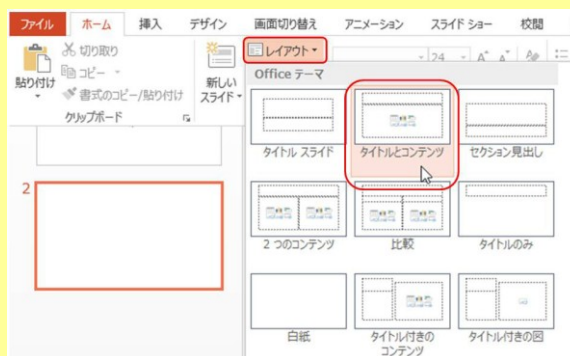 ファイル ホーム 挿入 デザイン 画面切り替え アニメーション スライド ショー 校閲
貼り付け
切り取り
コピー
書式のコピー/貼り付け
クリップボード
新しい
スライド
レイアウト
24
Office テーマ
タイトル スライド タイトルとコンテンツ セクション見出し
2 つのコンテンツ 比較 タイトルのみ
白紙 タイトル付きの
コンテンツ タイトル付きの図
2